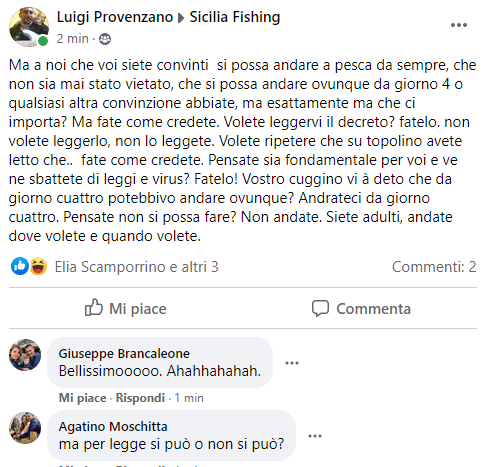 Luigi Provenzano Sicilia Fishing
2 min ·
Ma a noi che voi siete convinti si possa andare a pesca da sempre, che
non sia mai stato vietato, che si possa andare ovunque da giorno 4 o
qualsiasi altra convinzione abbiate, ma esattamente ma che ci
importa? Ma fate come credete. Volete leggervi il decreto? fatelo. non
volete leggerlo, non lo leggete. Volete ripetere che su topolino avete
letto che.. fate come credete. Pensate sia fondamentale per voi e ve
ne sbattete di leggi e virus? Fatelo! Vostro cuggino vi à deto che da
giorno cuattro potebbivo andare ovunque? Andrateci da giorno
cuattro. Pensate non si possa fare? Non andate. Siete adulti, andate
dove volete e quando volete.
Elia Scamporrino e altri 3 Commenti: 2
Mi piace Commenta
Giuseppe Brancaleone
Bellissimooooo. Ahahhahahah.
Mi piace · Rispondi · 1 min
Agatino Moschitta
ma per legge si può o non si può?